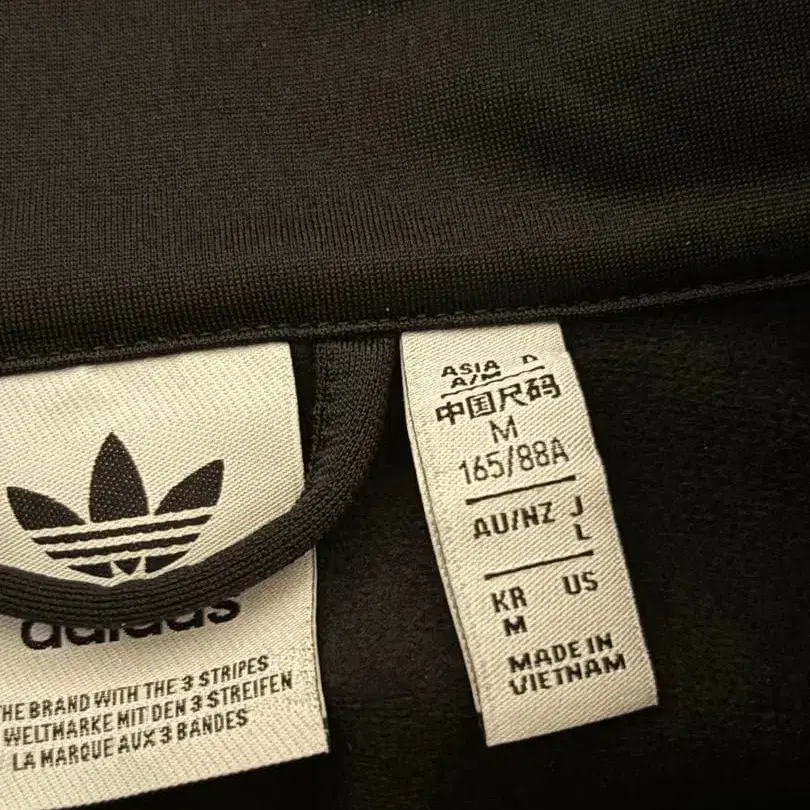 adidas
THE BRAND WITH THE 3 STRIPES
WELTMARKE MIT DEN 3 STREIFEN
LA MARQUE AUX 3 BANDES
ASIA
A/M
中国尺码
M
165/88A
AU/NZ J
L
KR US
M
MADE IN
VIETNAM